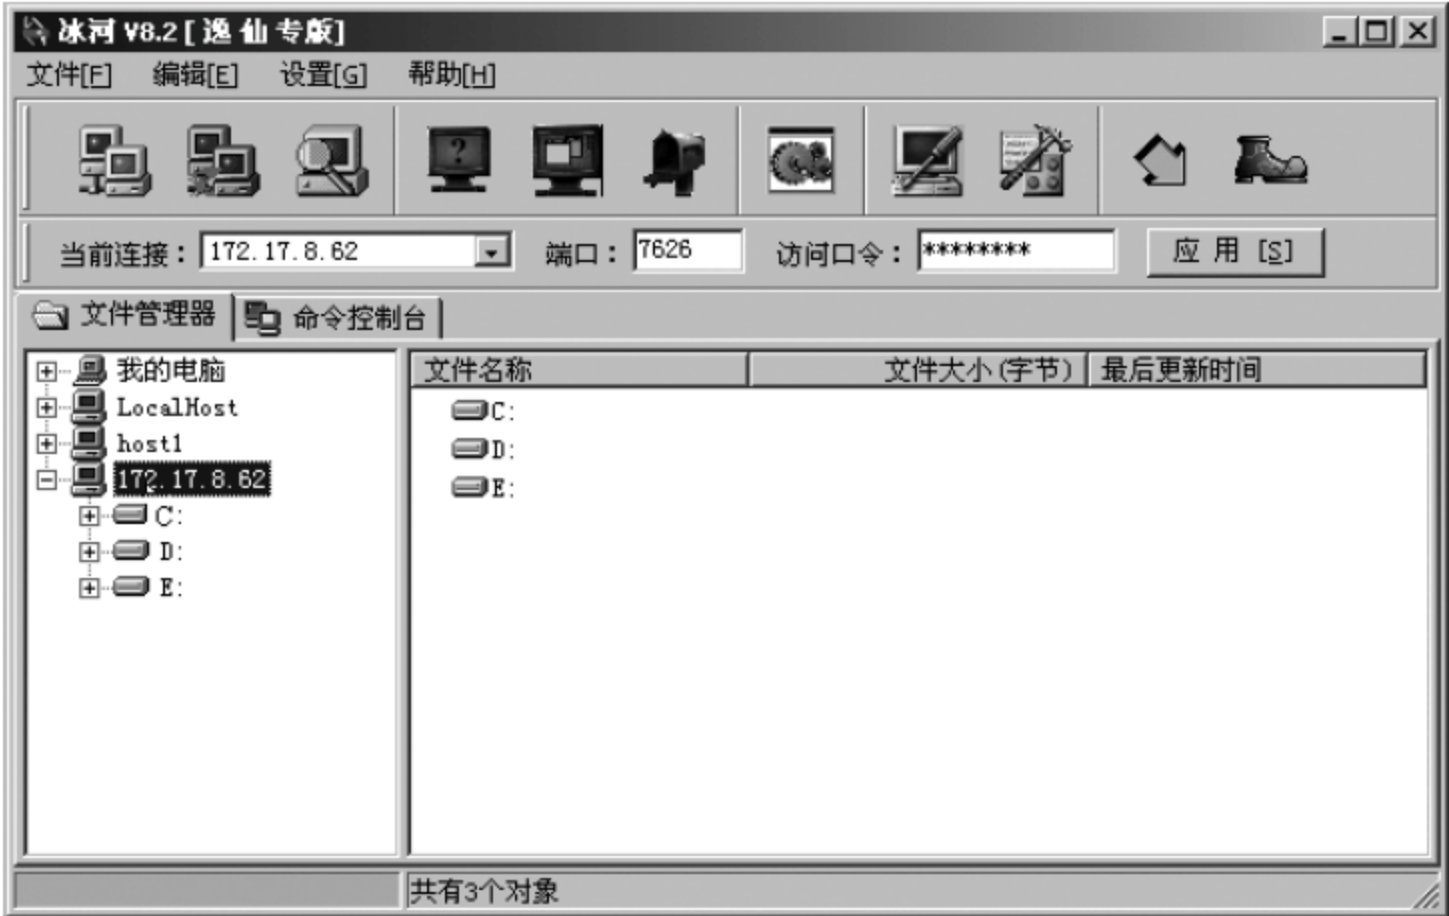 冰河 V8.2 [ 逸仙专版]
文件[F] 编辑[E] 设置[G] 帮助[H]
当前连接： 172.17.8.62 端口： 7626 访问口令： ******** 应 用 [S]
文件管理器 命令控制台
我的电脑
LocalHost
host1
172.17.8.62
C:
D:
E:
文件名称 文件大小(字节) 最后更新时间
C:
D:
E:
共有3个对象